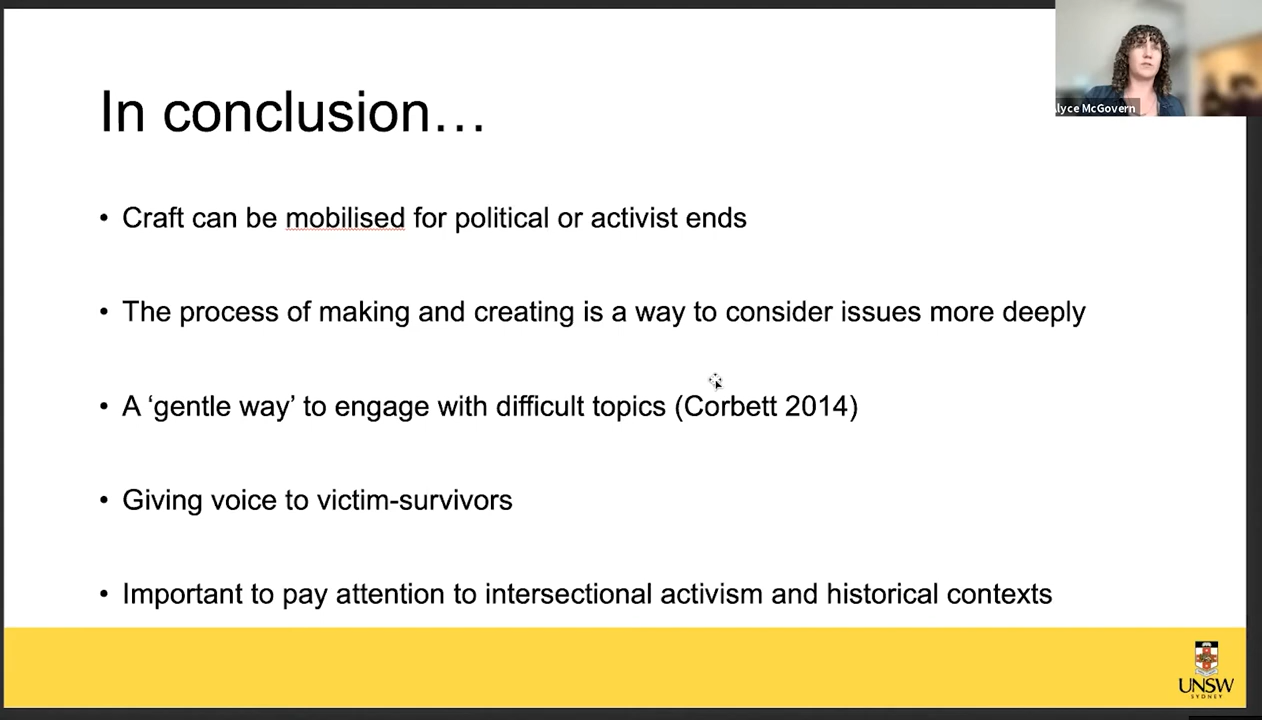 In conclusion…
lyce McGovern
• Craft can be mobilised for political or activist ends
• The process of making and creating is a way to consider issues more deeply
• A ‘gentle way’ to engage with difficult topics (Corbett 2014)
• Giving voice to victim-survivors
• Important to pay attention to intersectional activism and historical contexts
UNSW
SYDNEY